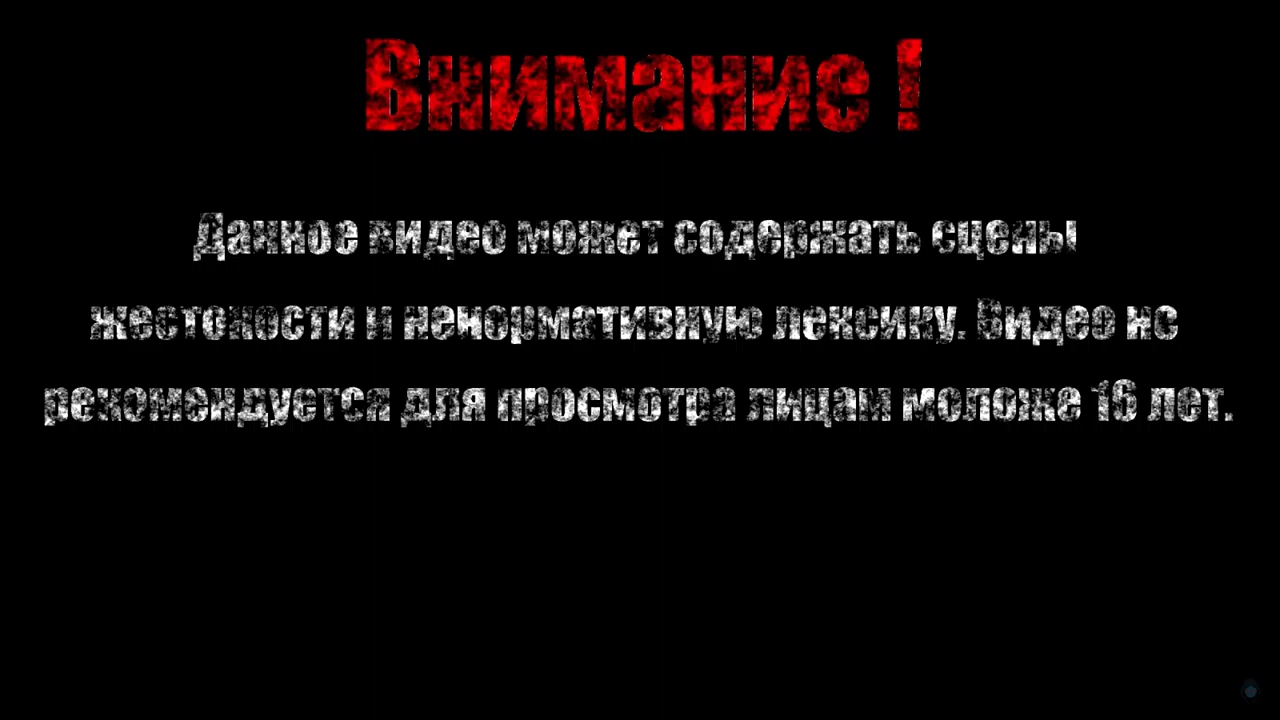 Внимание !
Данное видео может содержать сцены
жестокости и ненормативную лексику. Видео не
рекомендуется для просмотра лицам моложе 16 лет.